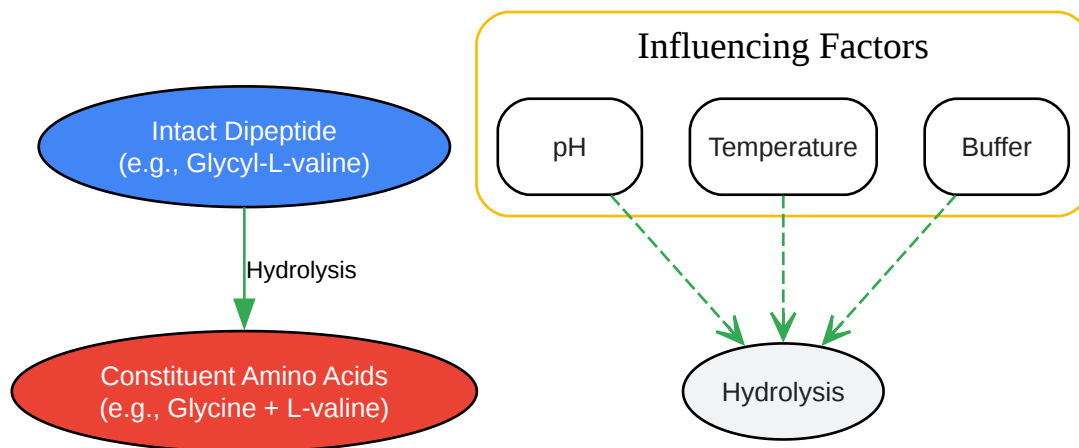 Intact Dipeptide
(e.g., Glycyl-L-valine)
Hydrolysis
Constituent Amino Acids
(e.g., Glycine + L-valine)
Influencing Factors
pH
Temperature
Buffer
Hydrolysis